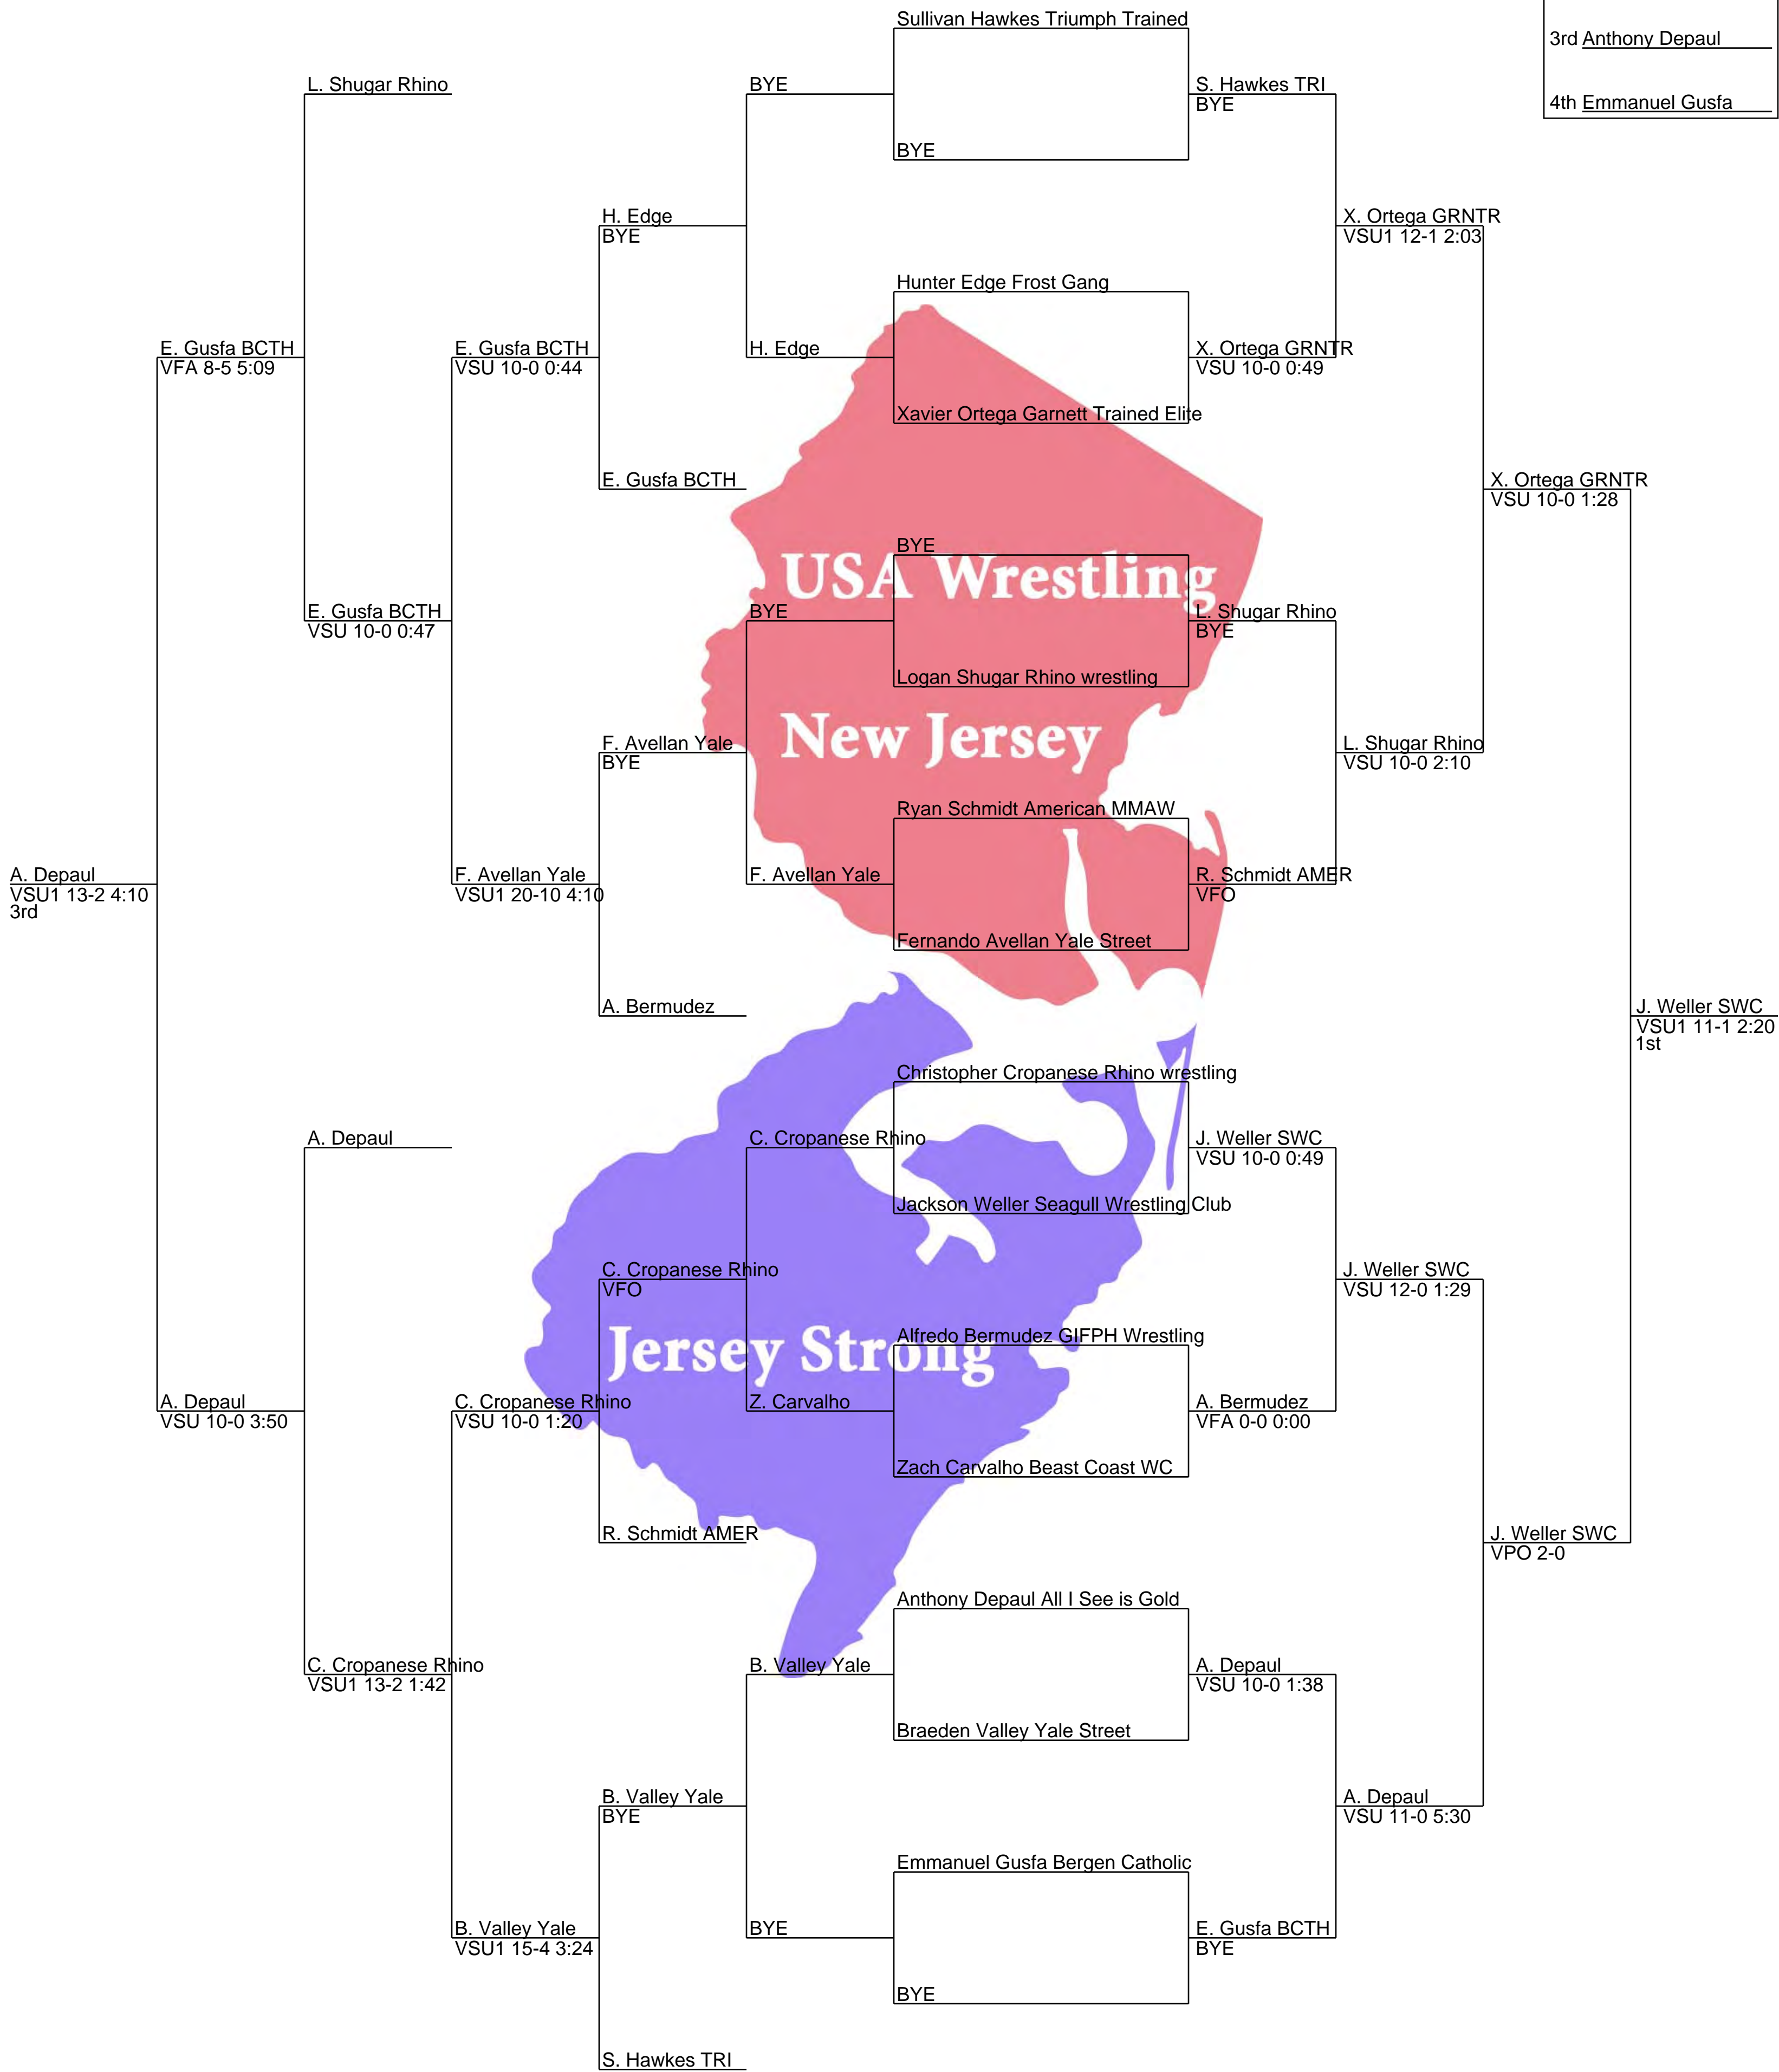 Sullivan Hawkes Triumph Trained
3rd Anthony Depaul
L. Shugar Rhino
BYE
S. Hawkes TRI
BYE
4th Emmanuel Gusfa
BYE
H. Edge
BYE
X. Ortega GRNTR
VSU1 12-1 2:03
Hunter Edge Frost Gang
E. Gusfa BCTH
VFA 8-5 5:09
E. Gusfa BCTH
VSU 10-0 0:44
H. Edge
X. Ortega GRNTR
VSU 10-0 0:49
Xavier Ortega Garnett Trained Elite
E. Gusfa BCTH
X. Ortega GRNTR
VSU 10-0 1:28
BYE
USA Wrestling
E. Gusfa BCTH
VSU 10-0 0:47
BYE
L. Shugar Rhino
BYE
Logan Shugar Rhino wrestling
New Jersey
F. Avellan Yale
BYE
L. Shugar Rhino
VSU 10-0 2:10
Ryan Schmidt American MMAW
A. Depaul
VSU1 13-2 4:10
3rd
F. Avellan Yale
VSU1 20-10 4:10
F. Avellan Yale
R. Schmidt AMER
VFO
Fernando Avellan Yale Street
A. Bermudez
J. Weller SWC
VSU1 11-1 2:20
1st
Christopher Cropanese Rhino wrestling
A. Depaul
C. Cropanese Rhino
J. Weller SWC
VSU 10-0 0:49
Jackson Weller Seagull Wrestling Club
C. Cropanese Rhino
VFO
J. Weller SWC
VSU 12-0 1:29
Alfredo Bermudez GIFPH Wrestling
Jersey Strong
A. Depaul
VSU 10-0 3:50
C. Cropanese Rhino
VSU 10-0 1:20
Z. Carvalho
A. Bermudez
VFA 0-0 0:00
Zach Carvalho Beast Coast WC
R. Schmidt AMER
J. Weller SWC
VPO 2-0
Anthony Depaul All I See is Gold
C. Cropanese Rhino
VSU1 13-2 1:42
B. Valley Yale
A. Depaul
VSU 10-0 1:38
Braeden Valley Yale Street
B. Valley Yale
BYE
A. Depaul
VSU 11-0 5:30
Emmanuel Gusfa Bergen Catholic
B. Valley Yale
VSU1 15-4 3:24
BYE
E. Gusfa BCTH
BYE
BYE
S. Hawkes TRI